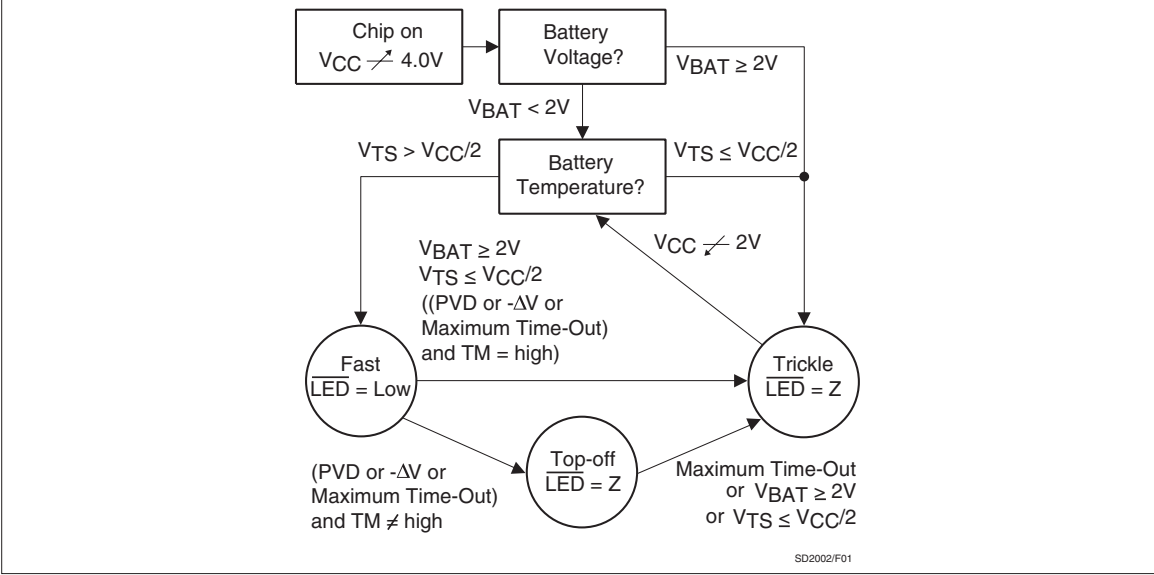 Chip on
VCC 4.0V
Battery
Voltage?
VBAT ≥ 2V
VBAT < 2V
VTS > VCC/2
Battery
Temperature?
VTS ≤ VCC/2
VCC 2V
VBAT ≥ 2V
VTS ≤ VCC/2
((PVD or -ΔV or
Maximum Time-Out)
and TM = high)
Fast
LED = Low
Trickle
LED = Z
Top-off
LED = Z
(PVD or -ΔV or
Maximum Time-Out)
and TM ≠ high
Maximum Time-Out
or VBAT ≥ 2V
or VTS ≤ VCC/2
SD2002/F01